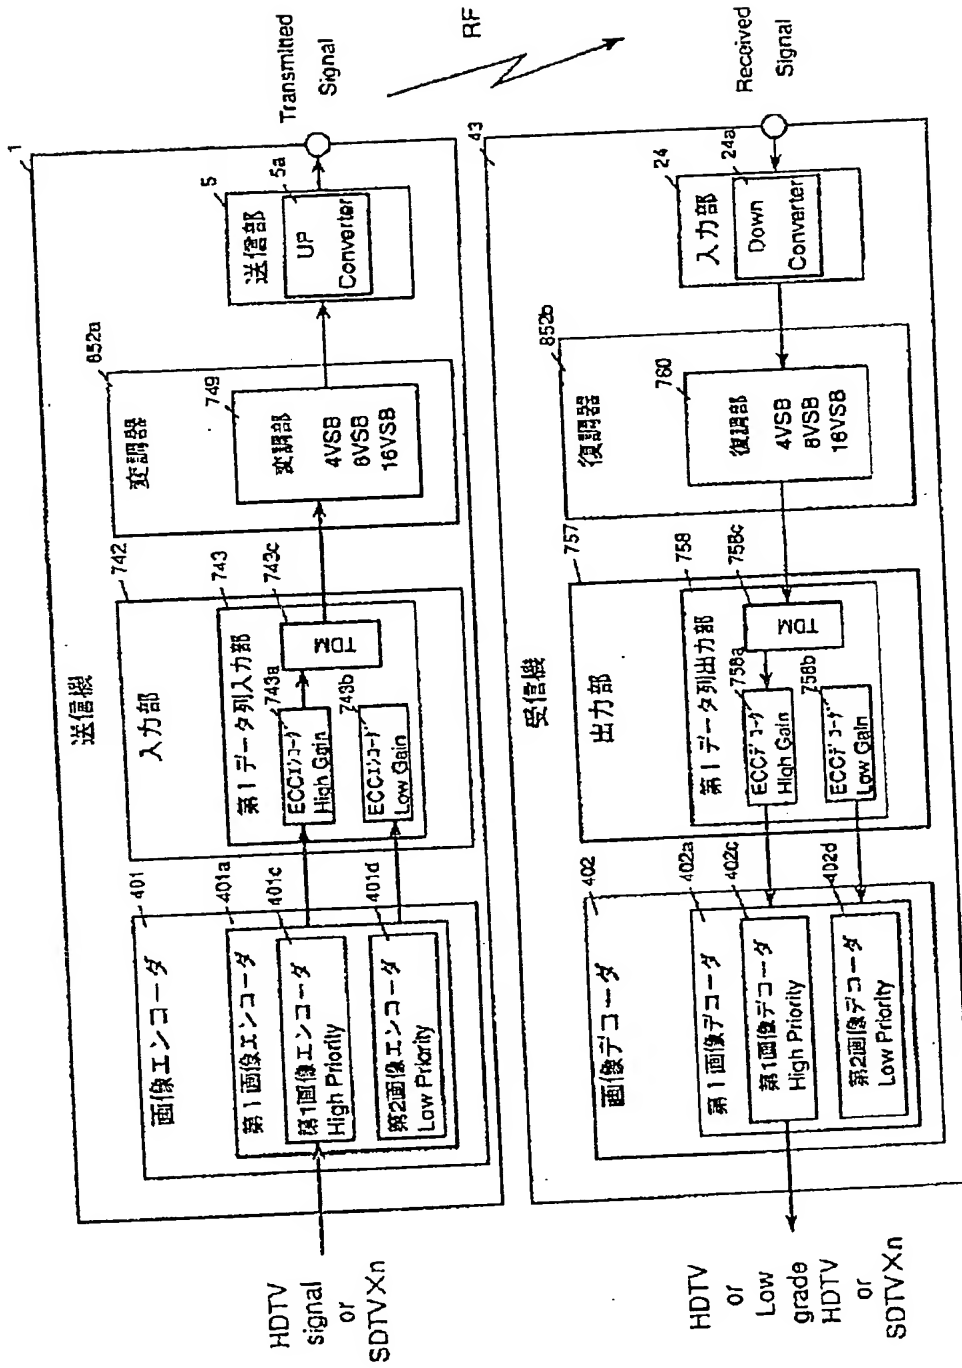 送信機
1
HDTV
signal
or
SDTVXn
画像エンコーダ
401
第1画像エンコーダ
401a
第1画像エンコーダ
High Priority
401c
第2画像エンコーダ
Low Priority
401d
入力部
742
第1データ列入力部
743
ECCエンコーダ
High Gain
743a
ECCエンコーダ
Low Gain
743b
TDM
743c
変調器
852a
変調部
4VSB
8VSB
16VSB
749
送信部
5
UP
Converter
5a
Transmitted
Signal
RF
受信機
43
HDTV
or
Low
grade
HDTV
or
SDTVXn
画像デコーダ
402
第1画像デコーダ
402a
第1画像デコーダ
High Priority
402c
第2画像デコーダ
Low Priority
402d
出力部
757
第1データ列出力部
758
ECCデコーダ
High Gain
758a
ECCデコーダ
Low Gain
758b
TDM
758c
復調器
852b
復調部
4VSB
8VSB
16VSB
760
入力部
24
Down
Converter
24a
Received
Signal